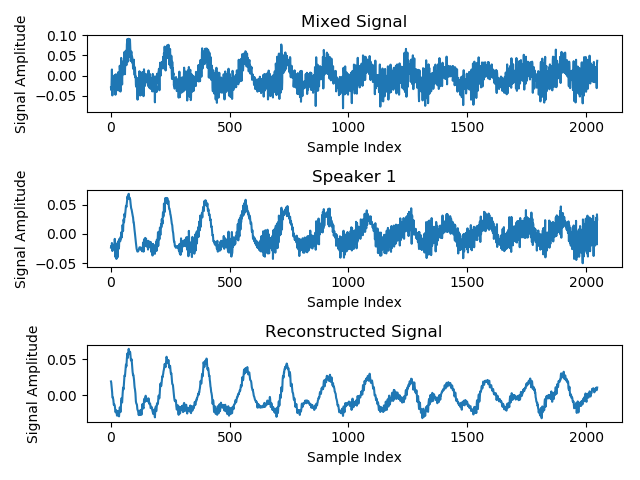 Mixed Signal
Signal Amplitude
0.10
0.05
0.00
−0.05
0 500 1000 1500 2000
Sample Index
Speaker 1
Signal Amplitude
0.05
0.00
−0.05
0 500 1000 1500 2000
Sample Index
Reconstructed Signal
Signal Amplitude
0.05
0.00
0 500 1000 1500 2000
Sample Index